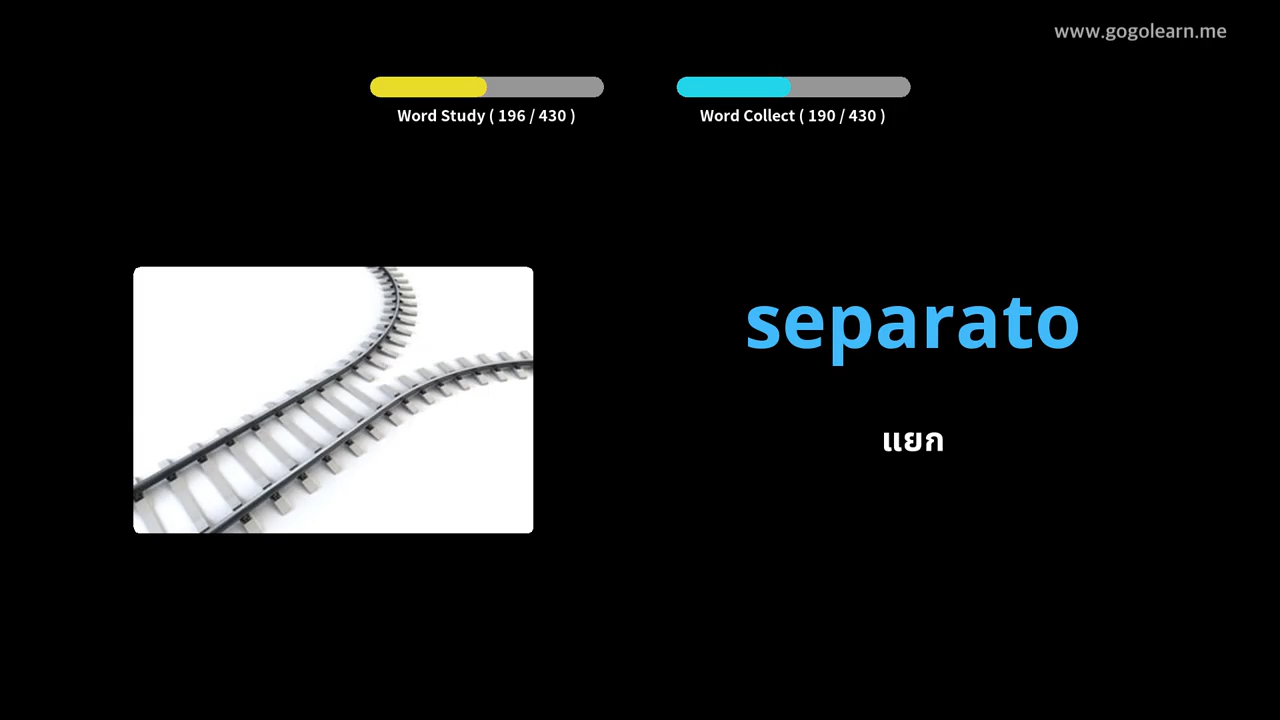 www.gogolearn.me
Word Study ( 196 / 430 )
Word Collect ( 190 / 430 )
separato
แยก